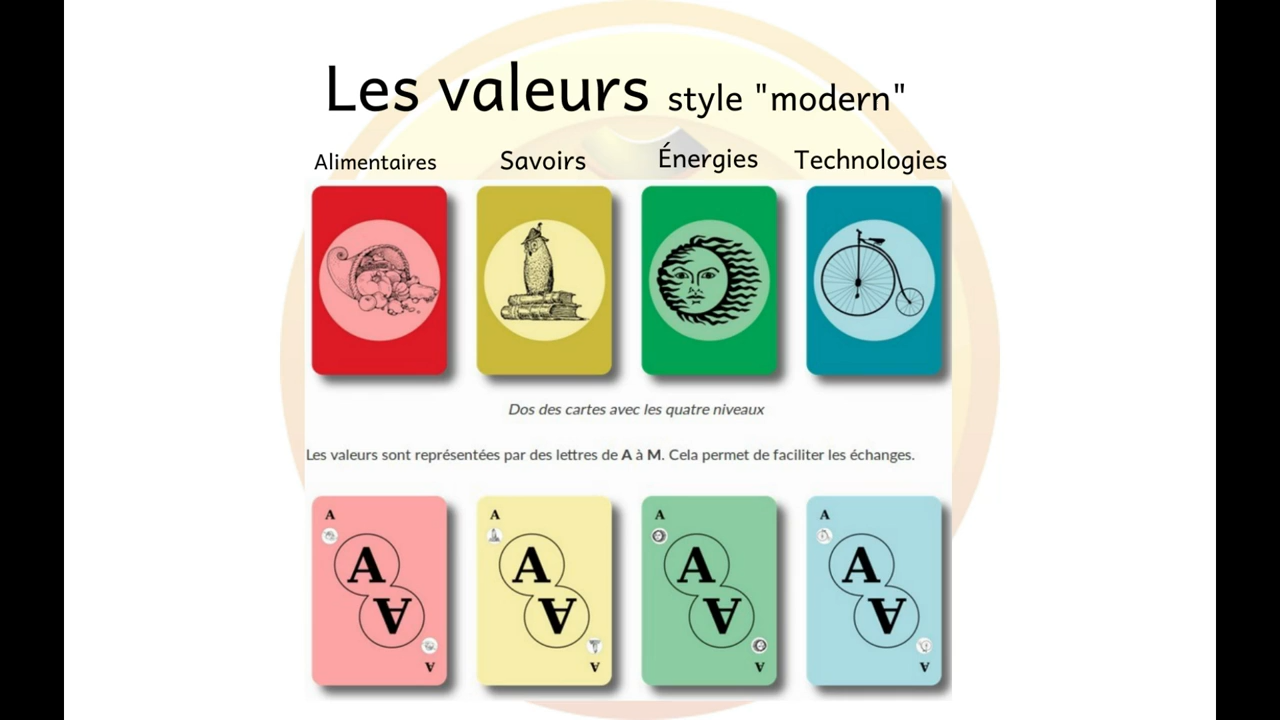 Les valeurs style "modern"
Alimentaires Savoirs Énergies Technologies
Dos des cartes avec les quatre niveaux
Les valeurs sont représentées par des lettres de A à M. Cela permet de faciliter les échanges.
A A A A
A A A A
A A A A
A A A A